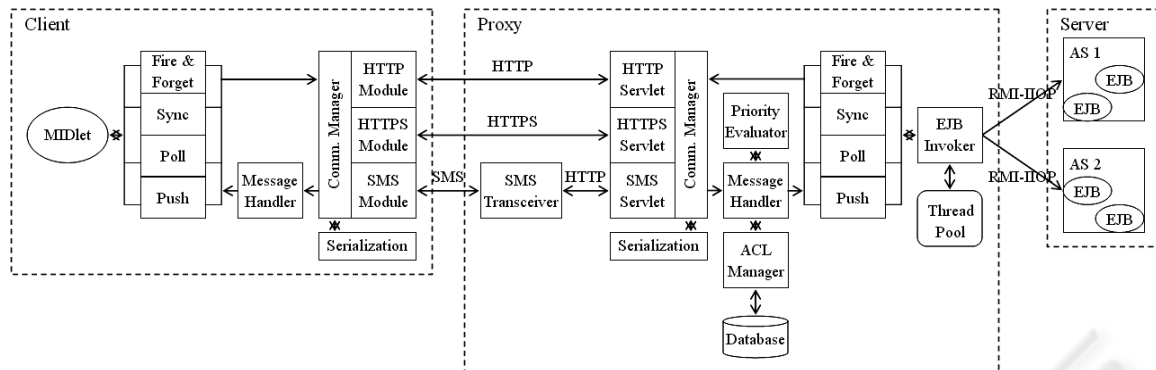 Client
Proxy
Server
MIDlet
Fire &
Forget
Sync
Poll
Push
Message
Handler
Comm. Manager
HTTP
Module
HTTPS
Module
SMS
Module
Serialization
HTTP
HTTPS
SMS
SMS
Transceiver
HTTP
HTTP
Servlet
HTTPS
Servlet
SMS
Servlet
Comm. Manager
Serialization
Priority
Evaluator
Message
Handler
ACL
Manager
Database
Fire &
Forget
Sync
Poll
Push
EJB
Invoker
Thread
Pool
RMI-IIOP
RMI-IIOP
AS 1
EJB
EJB
AS 2
EJB
EJB